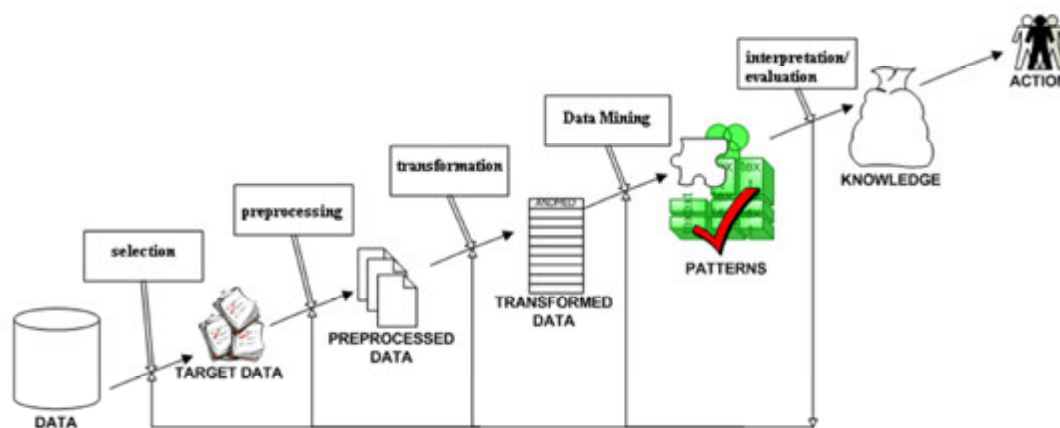 interpretation/
evaluation
ACTION
Data Mining
KNOWLEDGE
transformation
PATTERNS
preprocessing
TRANSFORMED
DATA
selection
PREPROCESSED
DATA
TARGET DATA
DATA